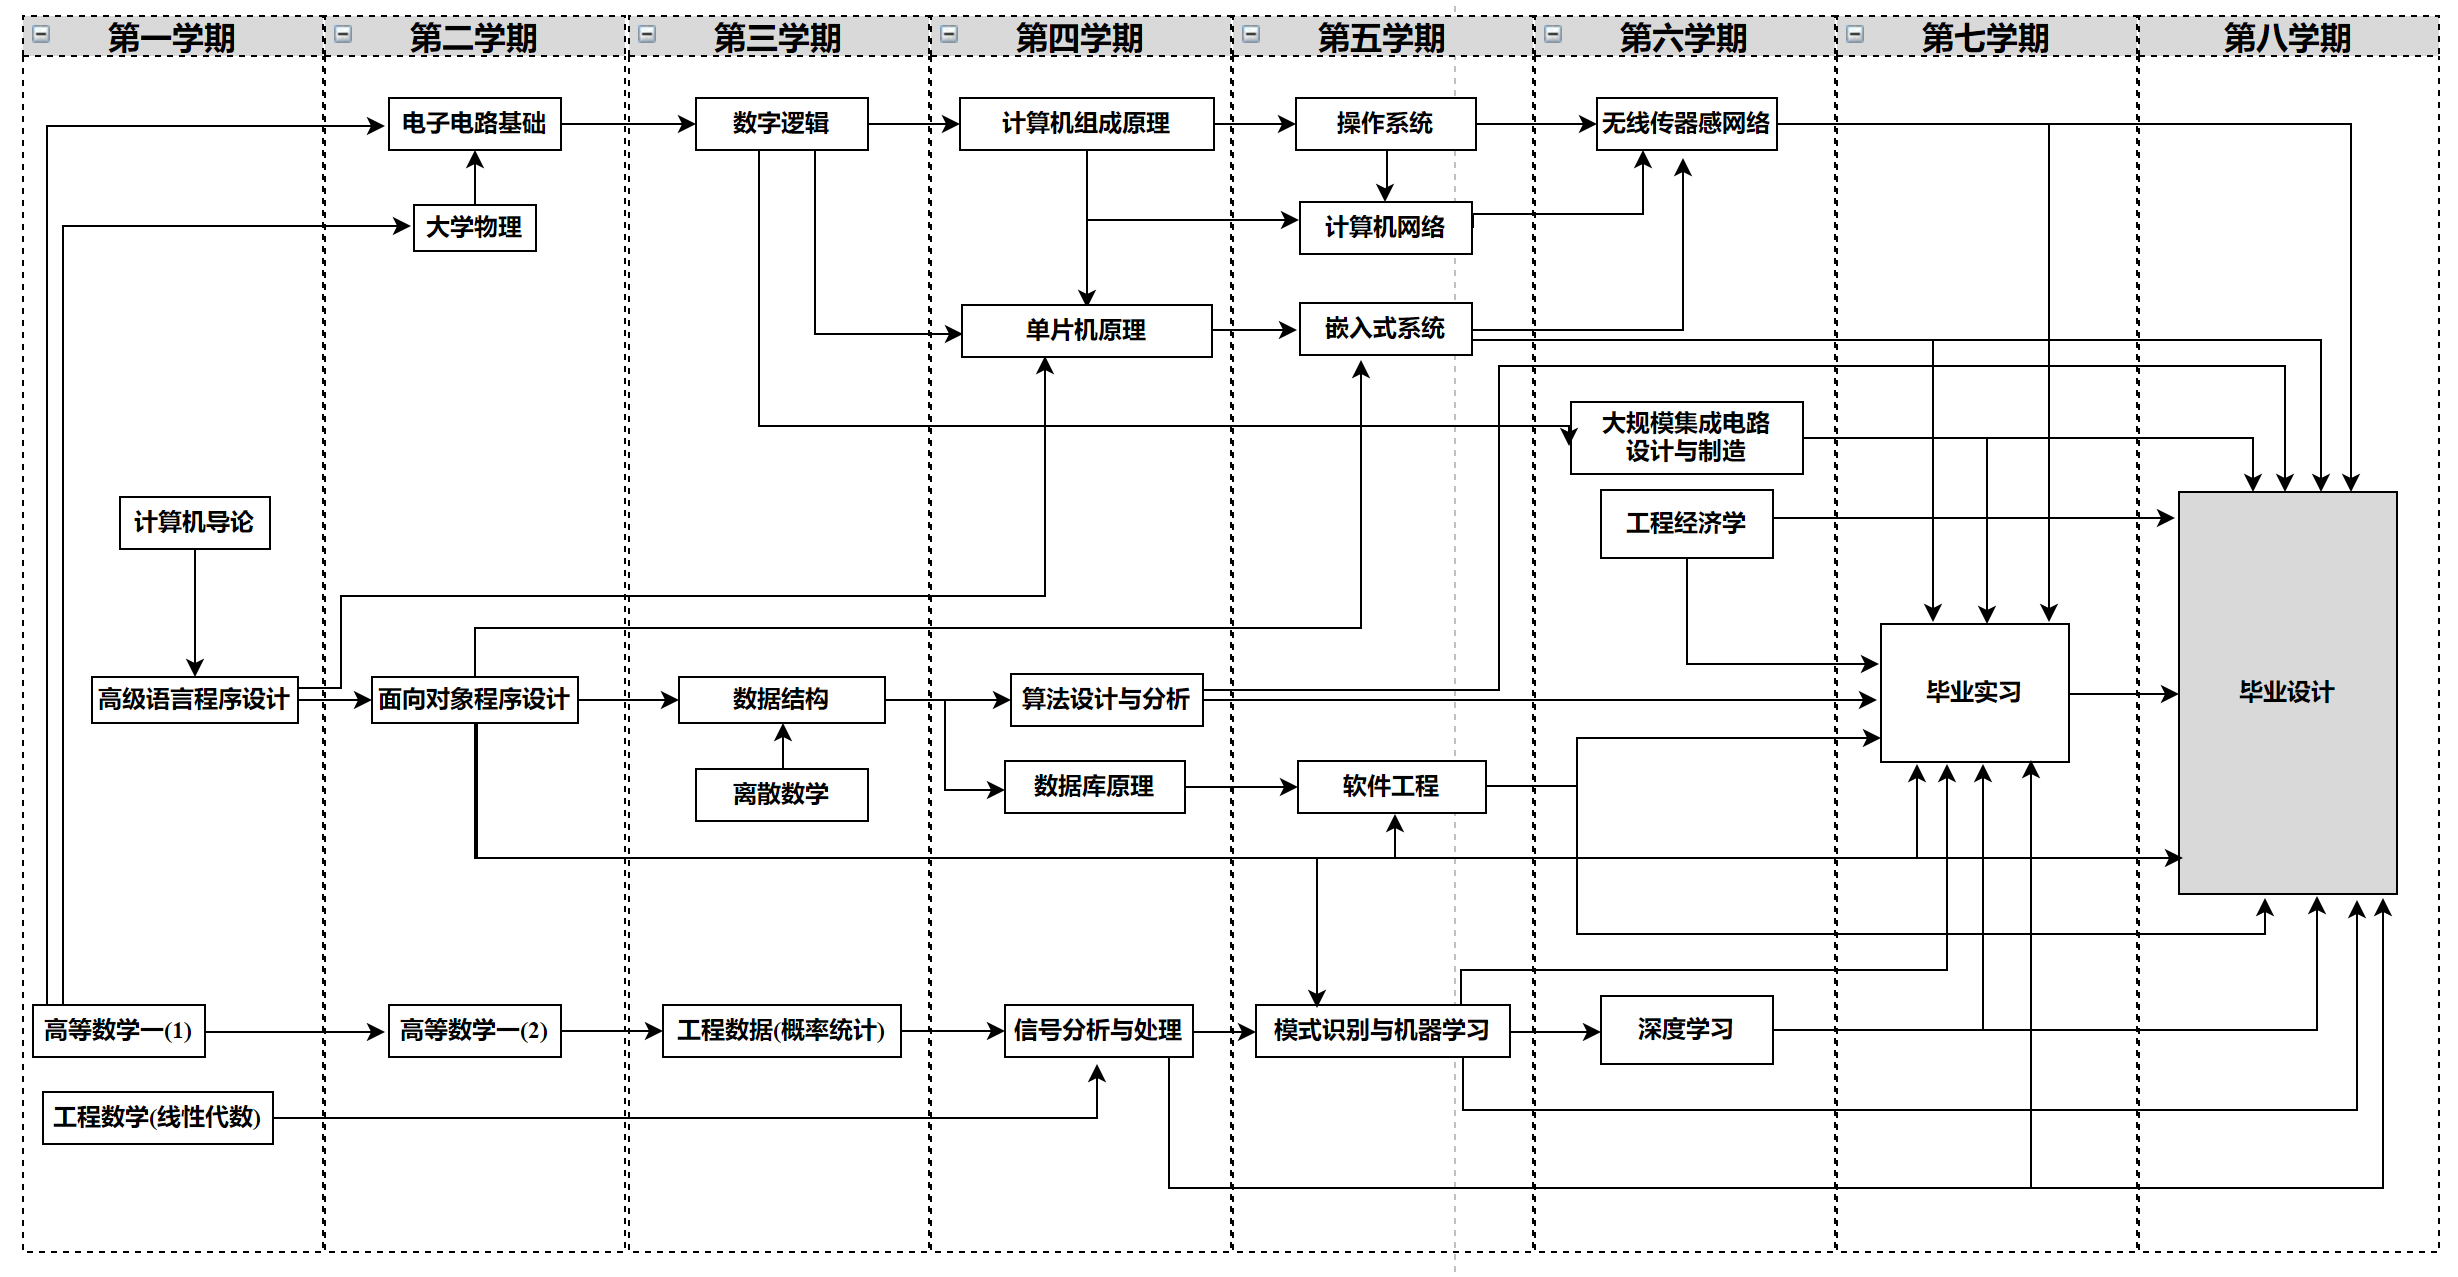 第一学期
第二学期
第三学期
第四学期
第五学期
第六学期
第七学期
第八学期
电子电路基础
数字逻辑
计算机组成原理
操作系统
无线传器感网络
大学物理
计算机网络
单片机原理
嵌入式系统
大规模集成电路
设计与制造
计算机导论
工程经济学
高级语言程序设计
面向对象程序设计
数据结构
算法设计与分析
毕业实习
毕业设计
离散数学
数据库原理
软件工程
高等数学一(1)
高等数学一(2)
工程数据(概率统计)
信号分析与处理
模式识别与机器学习
深度学习
工程数学(线性代数)